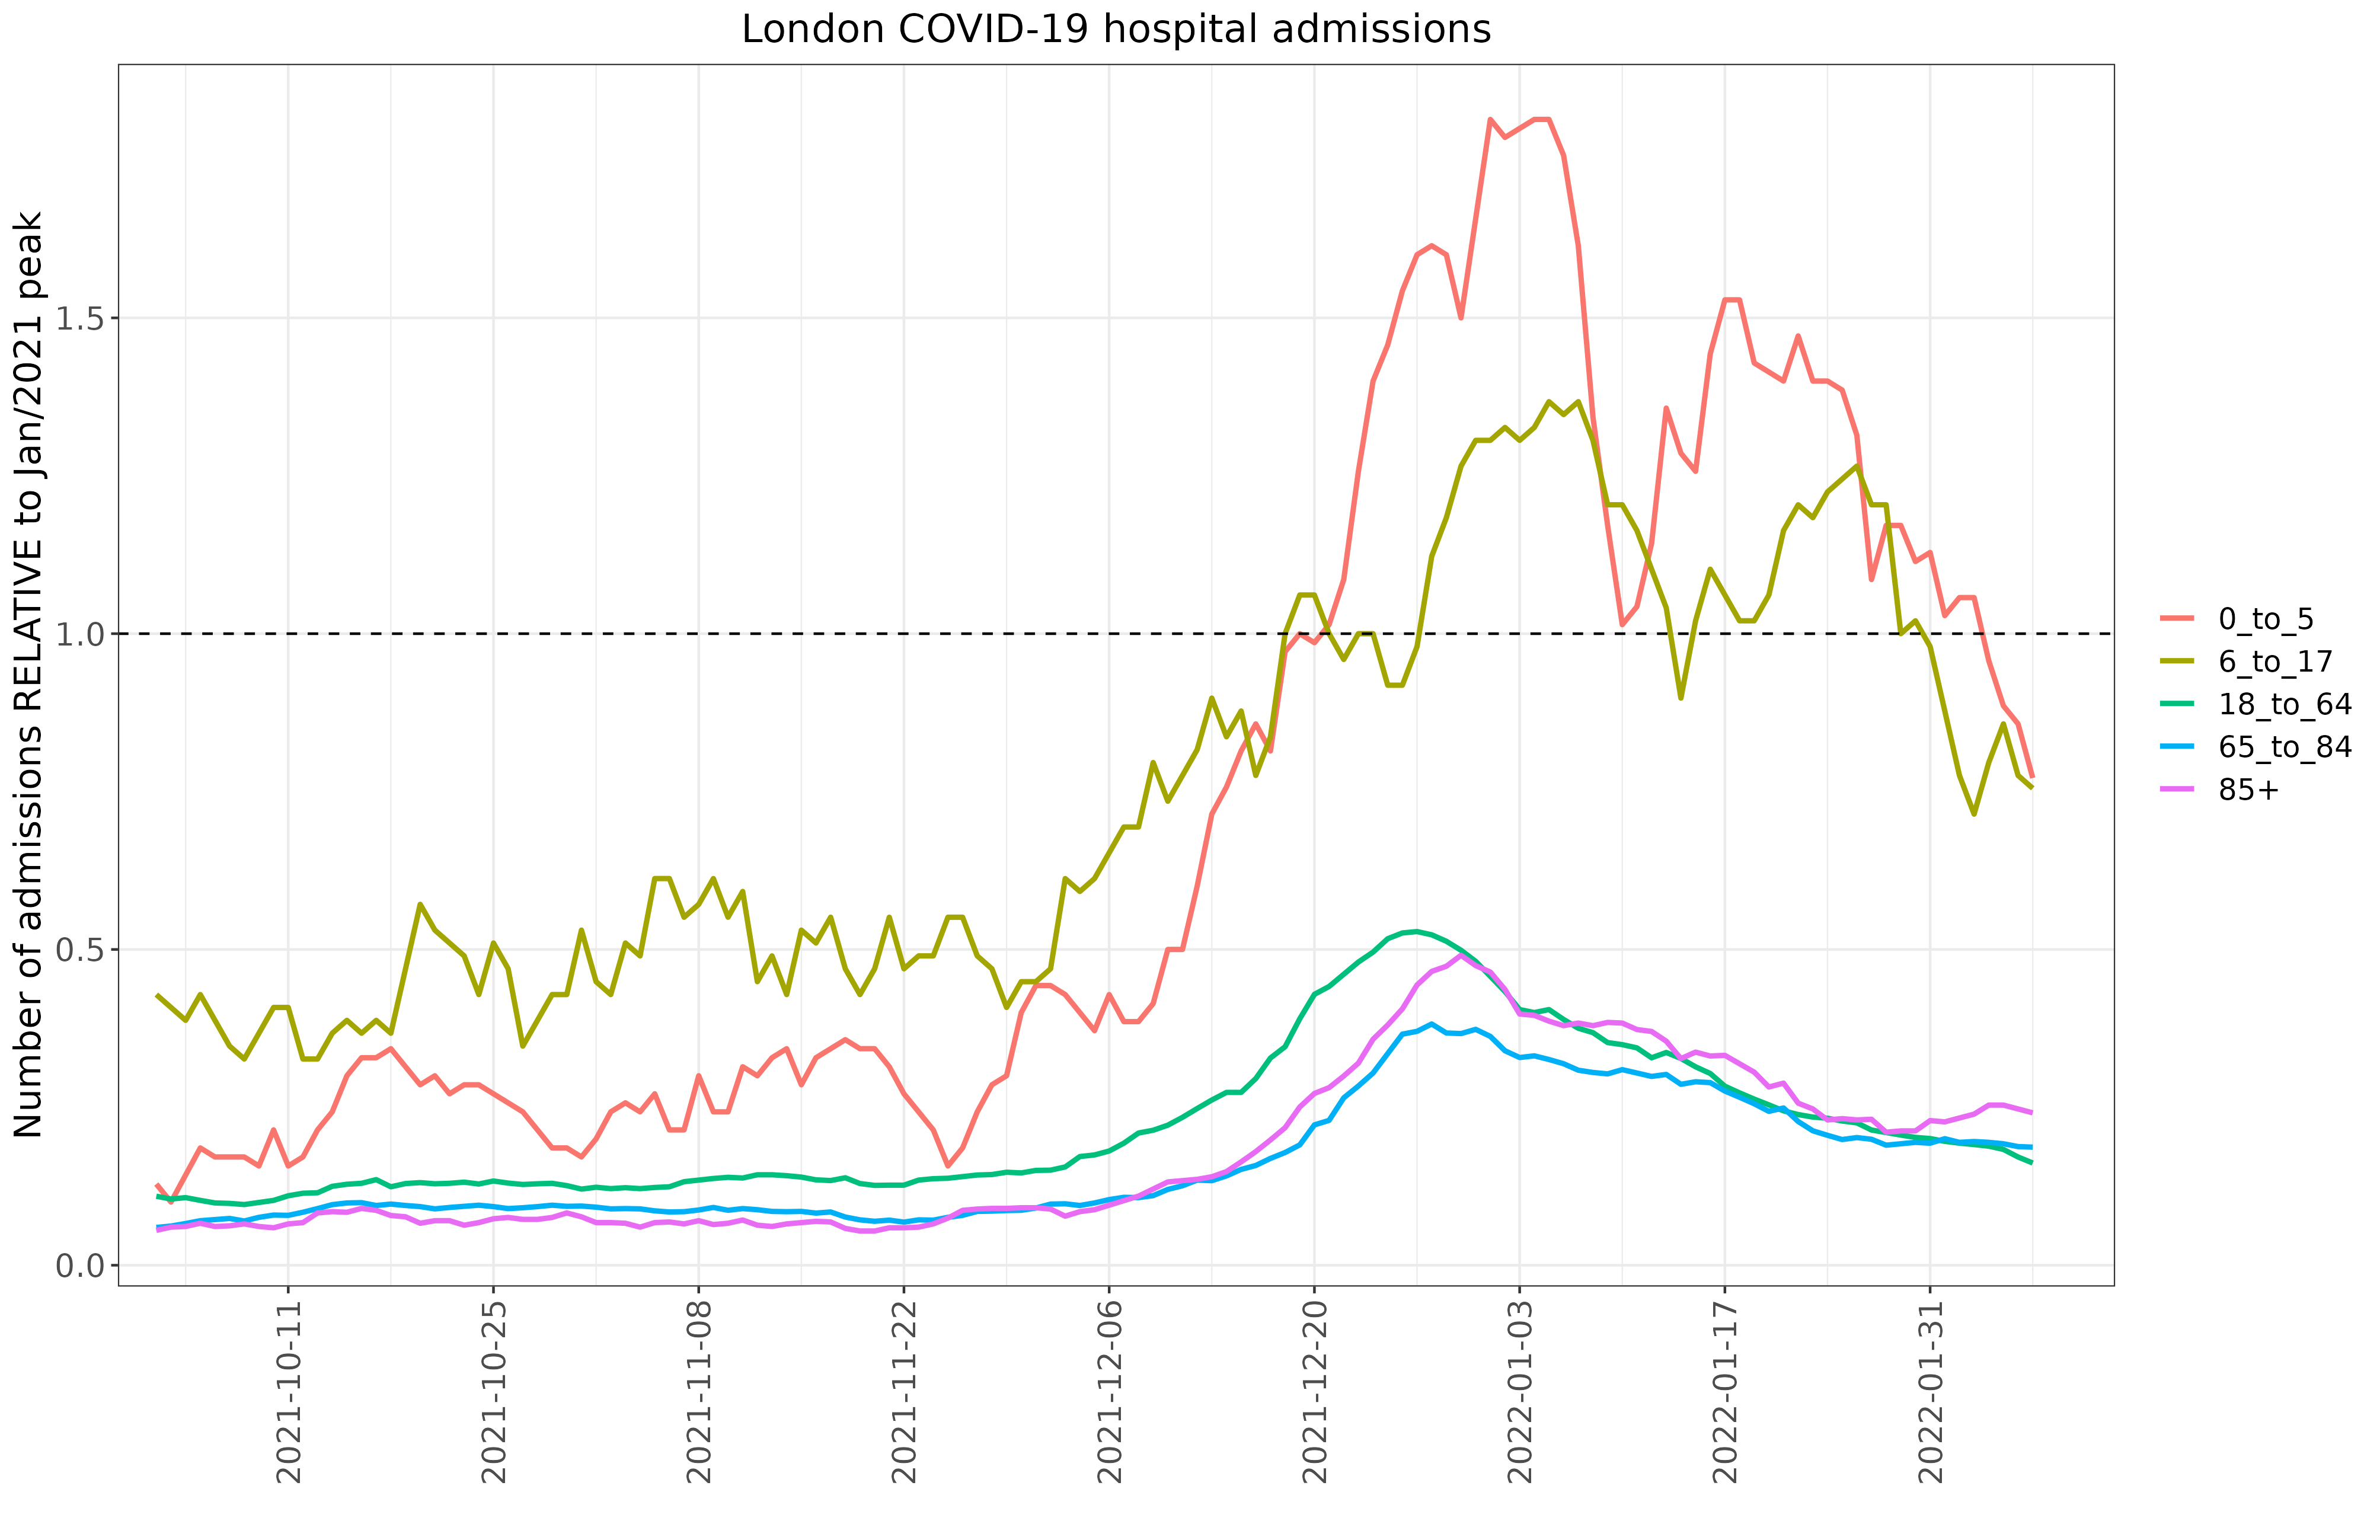 London COVID-19 hospital admissions
Number of admissions RELATIVE to Jan/2021 peak
1.5
1.0
0.5
0.0
2021-10-11
2021-10-25
2021-11-08
2021-11-22
2021-12-06
2021-12-20
2022-01-03
2022-01-17
2022-01-31
0_to_5
6_to_17
18_to_64
65_to_84
85+